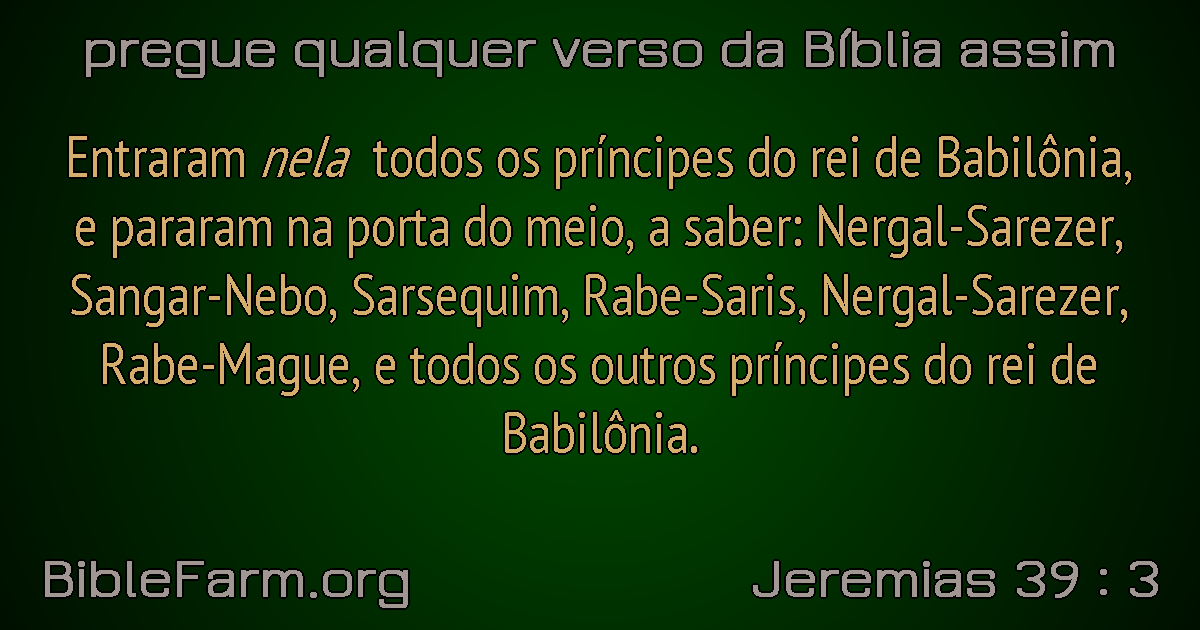 pregue qualquer verso da Bíblia assim
Entraram nela todos os príncipes do rei de Babilônia,
e pararam na porta do meio, a saber: Nergal-Sarezer,
Sangar-Nebo, Sarsequim, Rabe-Saris, Nergal-Sarezer,
Rabe-Mague, e todos os outros príncipes do rei de
Babilônia.
BibleFarm.org
Jeremias 39 : 3